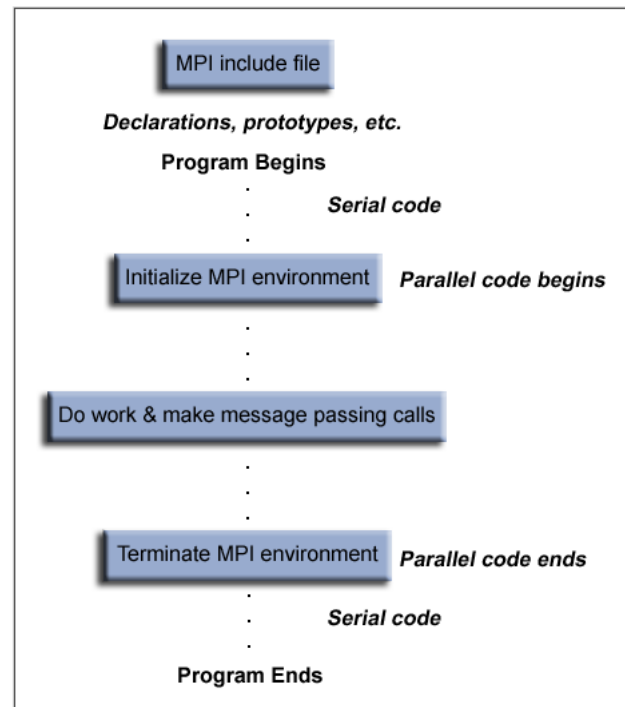 MPI include file
Declarations, prototypes, etc.
Program Begins
Serial code
Initialize MPI environment
Parallel code begins
Do work & make message passing calls
Terminate MPI environment
Parallel code ends
Serial code
Program Ends